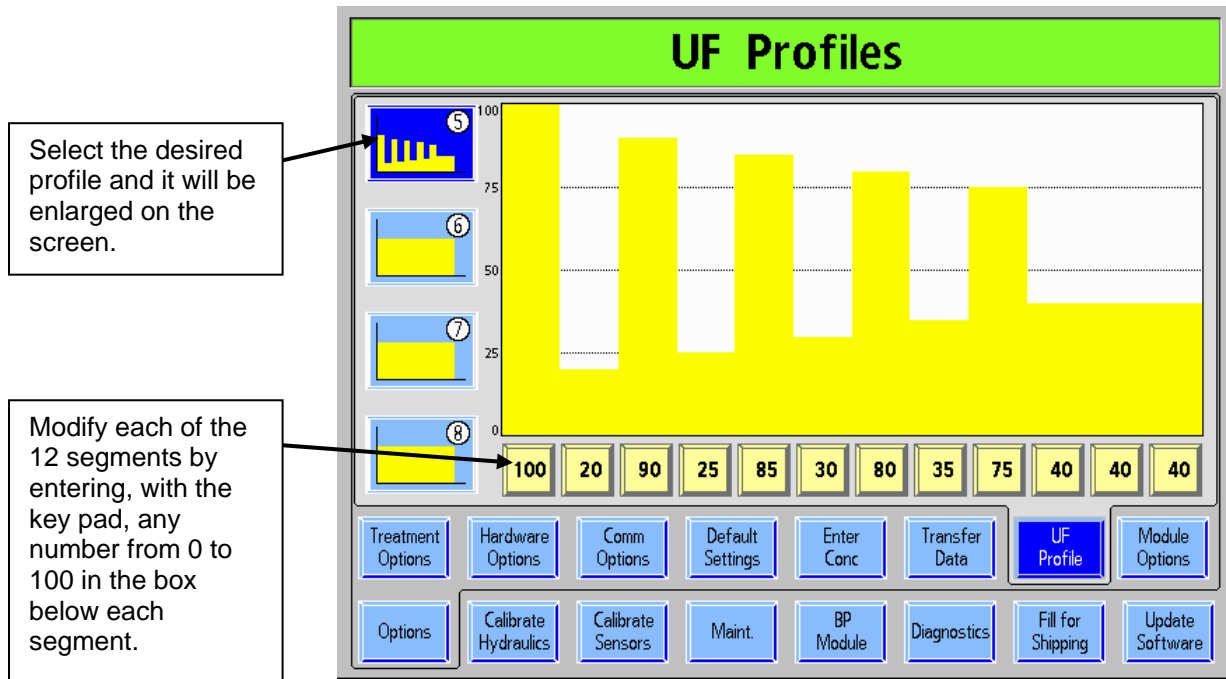 UF Profiles
Select the desired
profile and it will be
enlarged on the
screen.
5
6
7
8
100
75
50
25
0
Modify each of the
12 segments by
entering, with the
key pad, any
number from 0 to
100 in the box
below each
segment.
100 20 90 25 85 30 80 35 75 40 40 40
Treatment Options
Hardware Options
Comm Options
Default Settings
Enter Conc
Transfer Data
UF Profile
Module Options
Options
Calibrate Hydraulics
Calibrate Sensors
Maint.
BP Module
Diagnostics
Fill for Shipping
Update Software